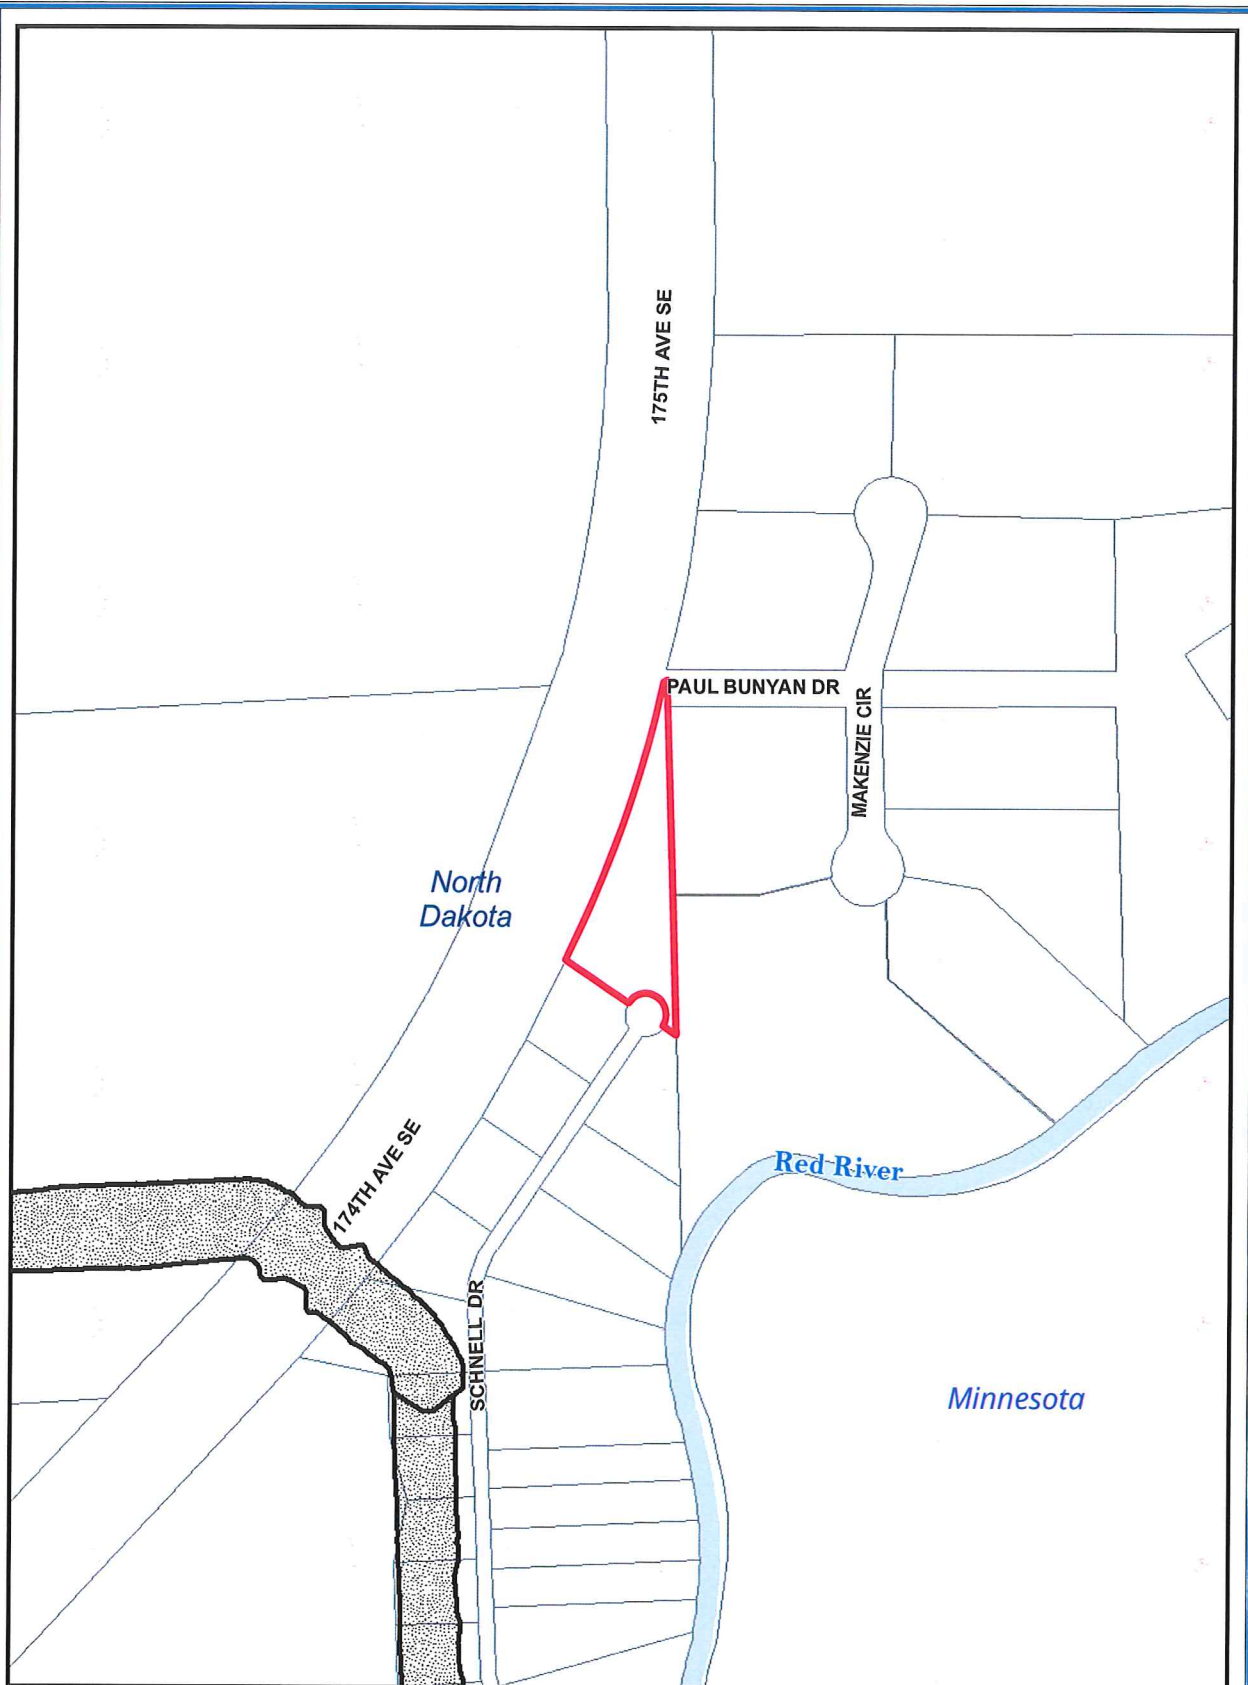 175TH AVE SE
PAUL BUNYAN DR
MAKENZIE CIR
North
Dakota
174TH AVE SE
Red River
SCHNELL DR
Minnesota